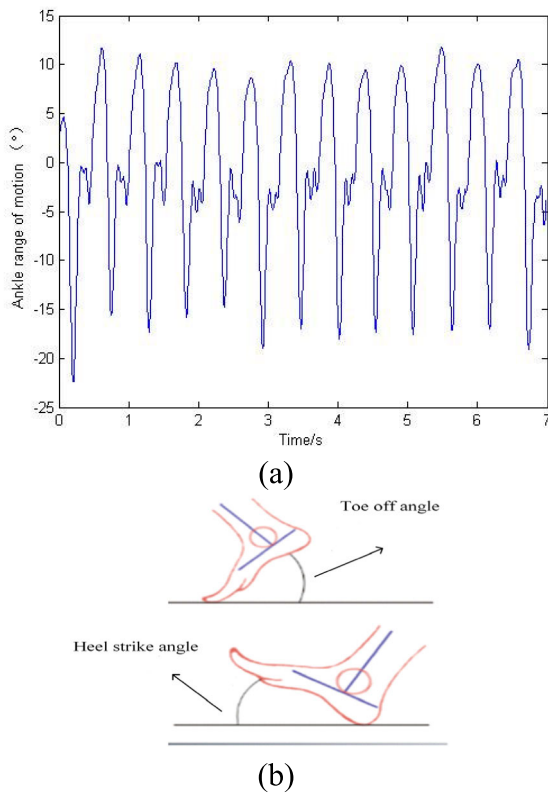 15
10
5
0
-5
-10
-15
-20
-25
Ankle range of motion (°)
0 1 2 3 4 5 6 7
Time/s
(a)
Toe off angle
Heel strike angle
(b)